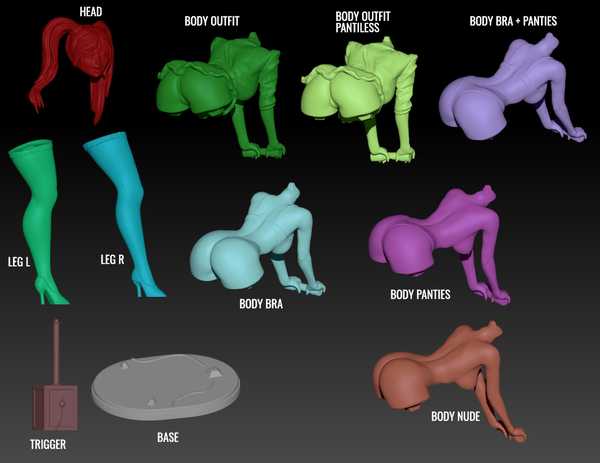 HEAD
BODY OUTFIT
BODY OUTFIT
PANTILESS
BODY BRA + PANTIES
LEG L
LEG R
BODY BRA
BODY PANTIES
TRIGGER
BASE
BODY NUDE